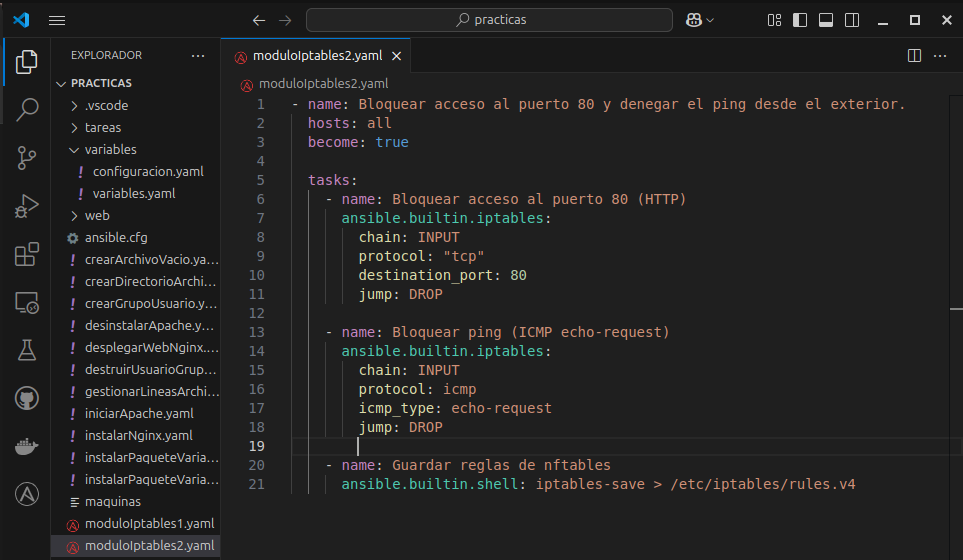 practicas
EXPLORADOR
PRACTICAS
.vscode
tareas
variables
configuracion.yaml
variables.yaml
web
ansible.cfg
crearArchivoVacio.ya...
crearDirectorioArchi...
crearGrupoUsuario.y...
desinstalarApache.y...
desplegarWebNginx....
destruirUsuarioGrup...
gestionarLineasArchi...
iniciarApache.yaml
instalarNginx.yaml
instalarPaqueteVaria...
instalarPaqueteVaria...
maquinas
moduloIptables1.yaml
moduloIptables2.yaml
moduloIptables2.yaml
moduloIptables2.yaml
1 - name: Bloquear acceso al puerto 80 y denegar el ping desde el exterior.
2 hosts: all
3 become: true
4
5 tasks:
6 - name: Bloquear acceso al puerto 80 (HTTP)
7 ansible.builtin.iptables:
8 chain: INPUT
9 protocol: "tcp"
10 destination_port: 80
11 jump: DROP
12
13 - name: Bloquear ping (ICMP echo-request)
14 ansible.builtin.iptables:
15 chain: INPUT
16 protocol: icmp
17 icmp_type: echo-request
18 jump: DROP
19
20 - name: Guardar reglas de nftables
21 ansible.builtin.shell: iptables-save > /etc/iptables/rules.v4